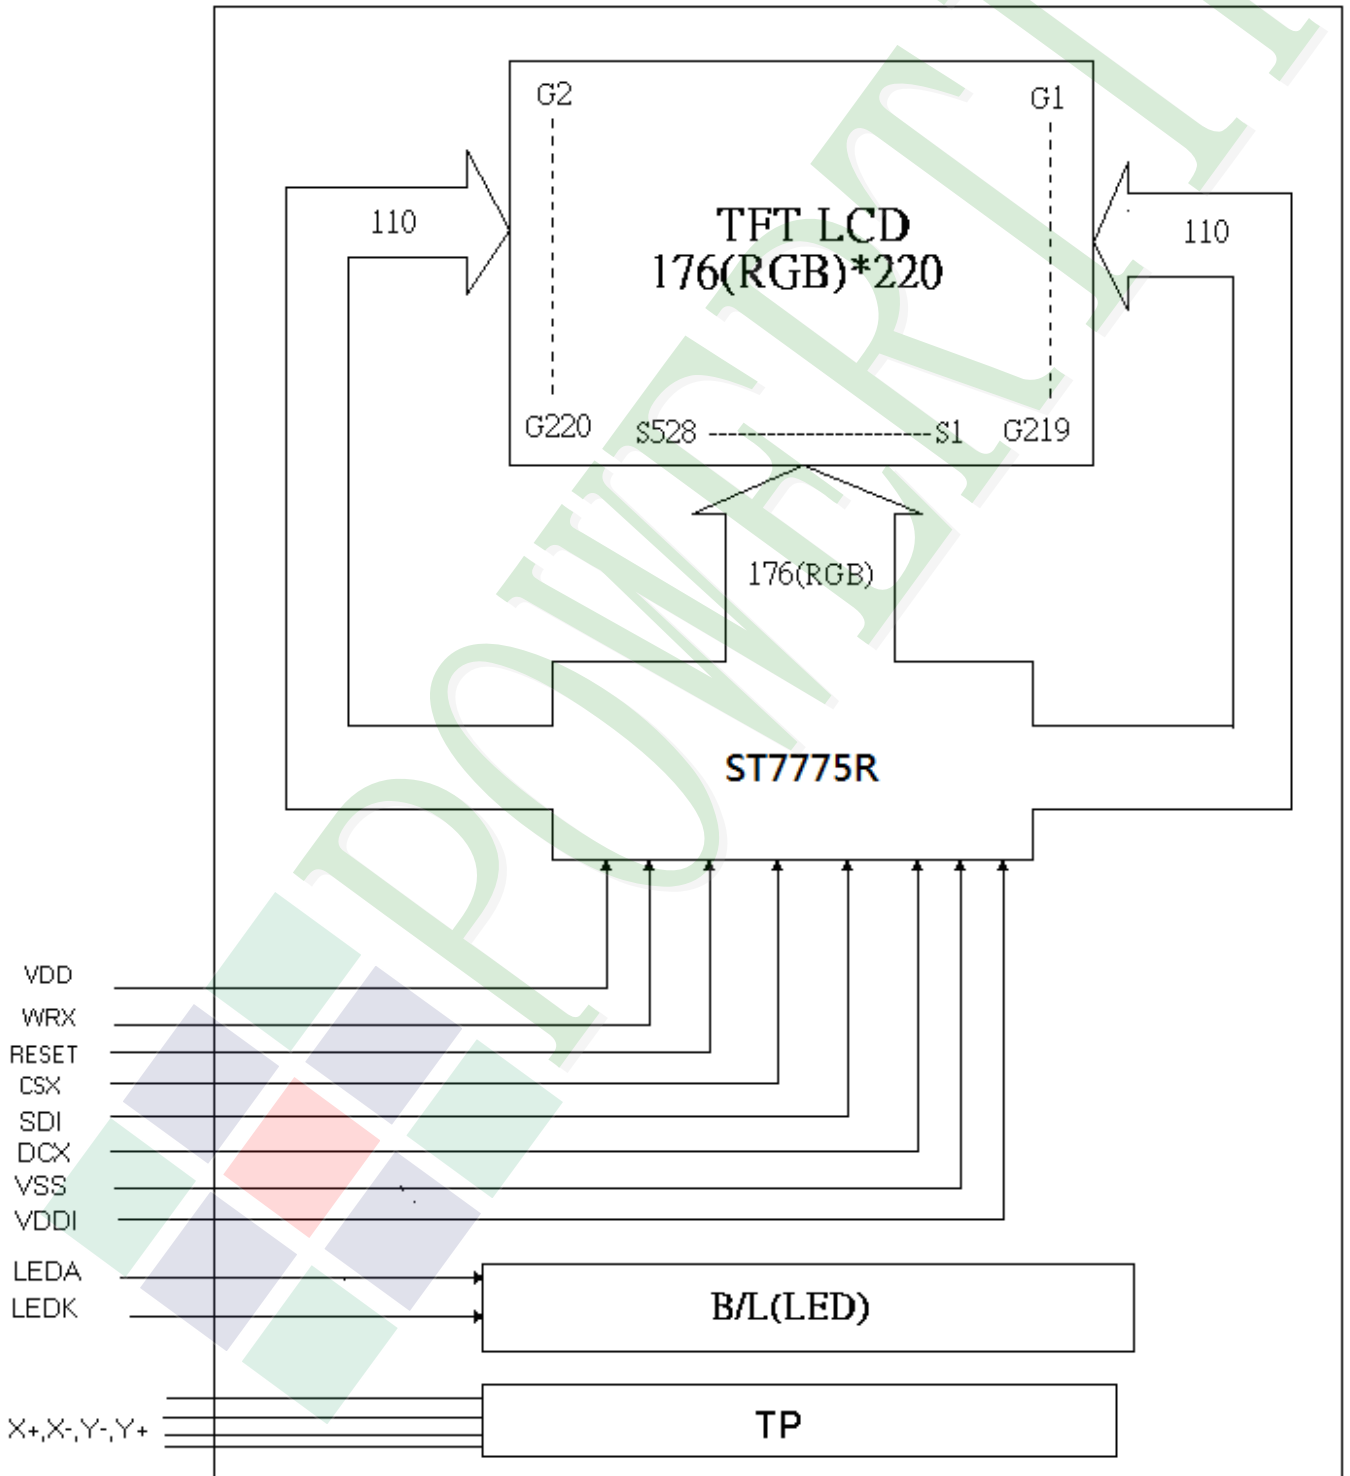 G2
G1
110
TFT LCD
176(RGB)*220
110
G220
S528
S1
G219
176(RGB)
ST7775R
VDD
WRX
RESET
CSX
SDI
DCX
VSS
VDDI
LEDA
LEDK
B/L(LED)
X+,X-,Y-,Y+
TP
POWERTI